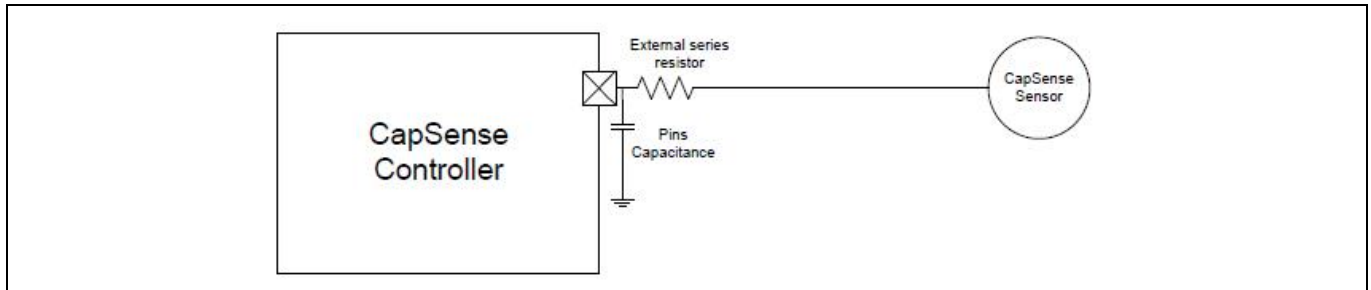 External series
resistor
CapSense
Sensor
CapSense
Controller
Pins
Capacitance